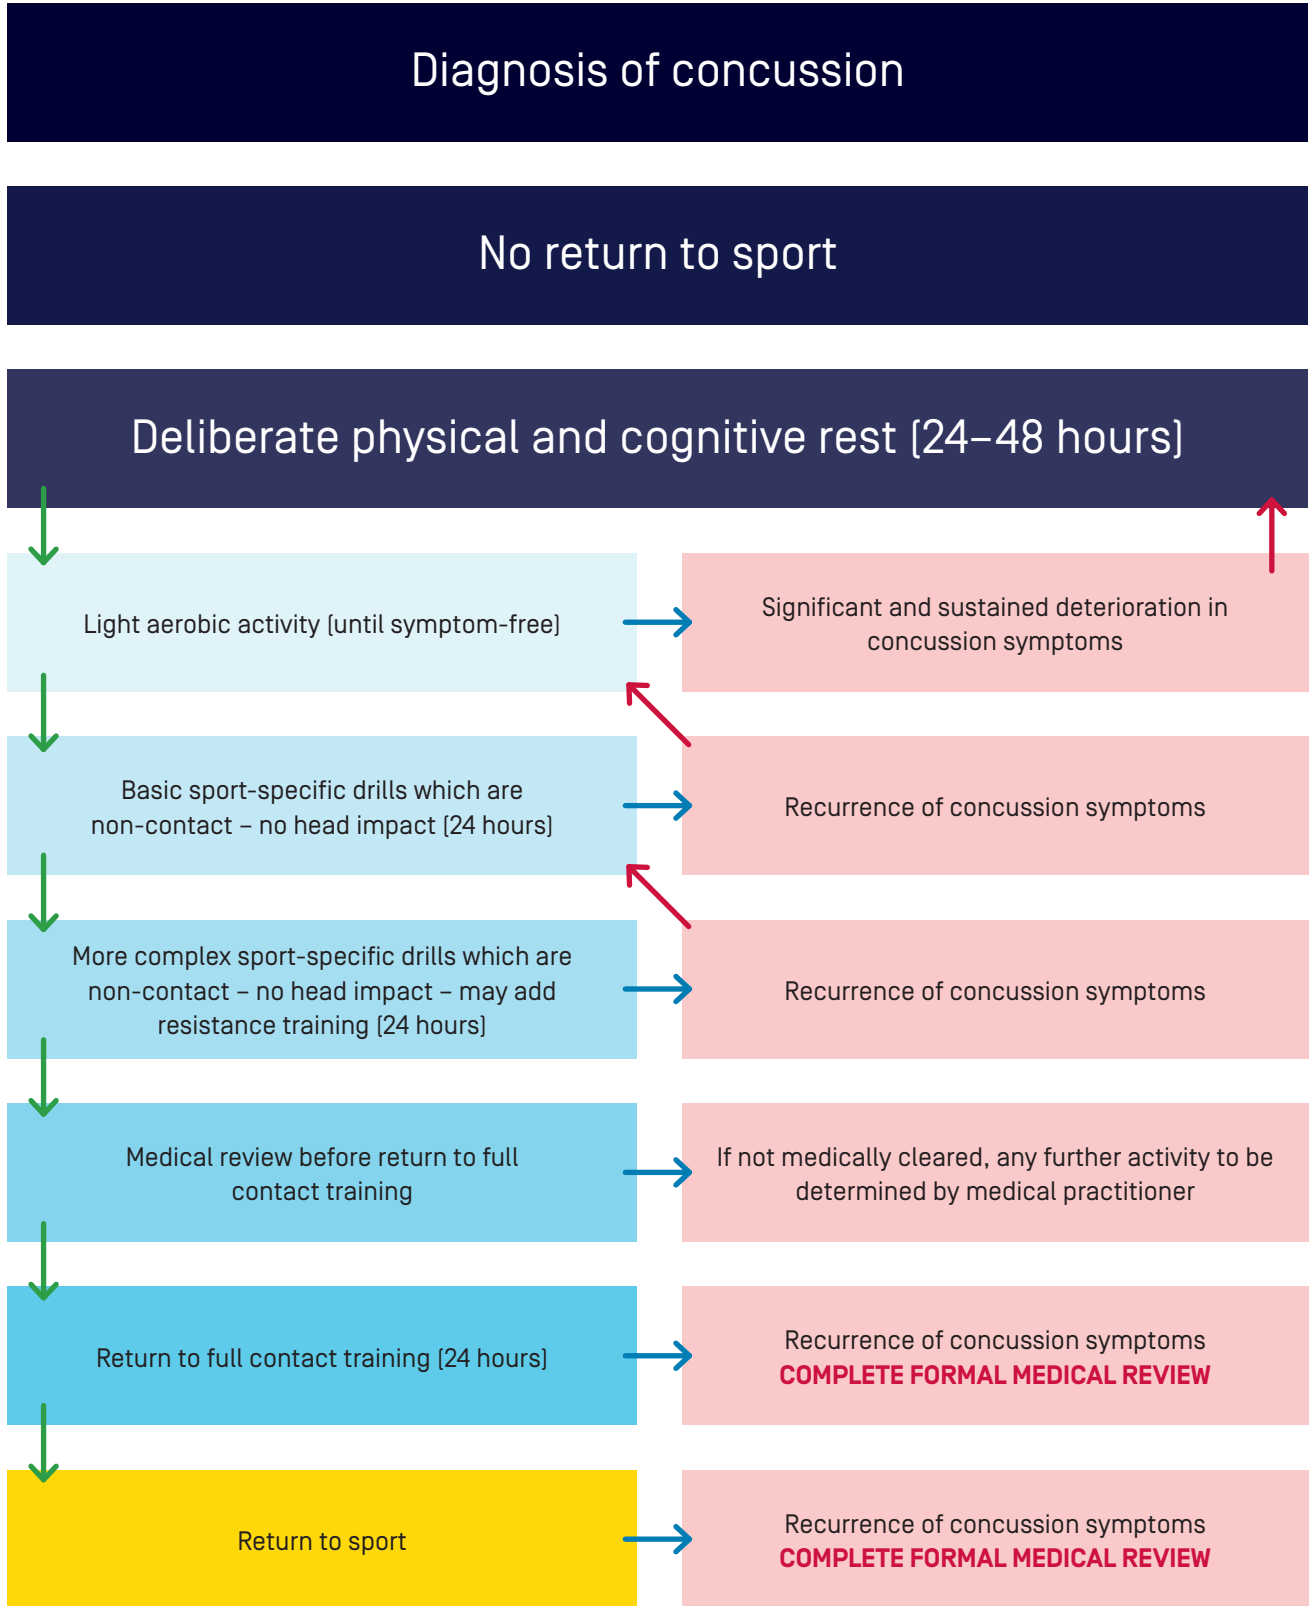 Diagnosis of concussion
No return to sport
Deliberate physical and cognitive rest (24–48 hours)
Light aerobic activity (until symptom-free)
Significant and sustained deterioration in
concussion symptoms
Basic sport-specific drills which are
non-contact – no head impact (24 hours)
Recurrence of concussion symptoms
More complex sport-specific drills which are
non-contact – no head impact – may add
resistance training (24 hours)
Recurrence of concussion symptoms
Medical review before return to full
contact training
If not medically cleared, any further activity to be
determined by medical practitioner
Return to full contact training (24 hours)
Recurrence of concussion symptoms
COMPLETE FORMAL MEDICAL REVIEW
Return to sport
Recurrence of concussion symptoms
COMPLETE FORMAL MEDICAL REVIEW